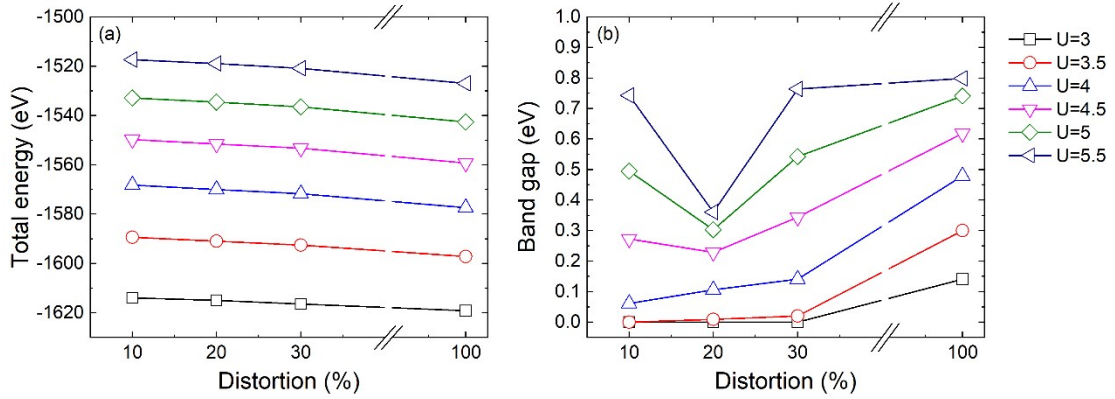 (a)
Total energy (eV)
-1500
-1520
-1540
-1560
-1580
-1600
-1620
10 20 30 100
Distortion (%)
(b)
Band gap (eV)
1.0
0.9
0.8
0.7
0.6
0.5
0.4
0.3
0.2
0.1
0.0
10 20 30 100
Distortion (%)
U=3
U=3.5
U=4
U=4.5
U=5
U=5.5